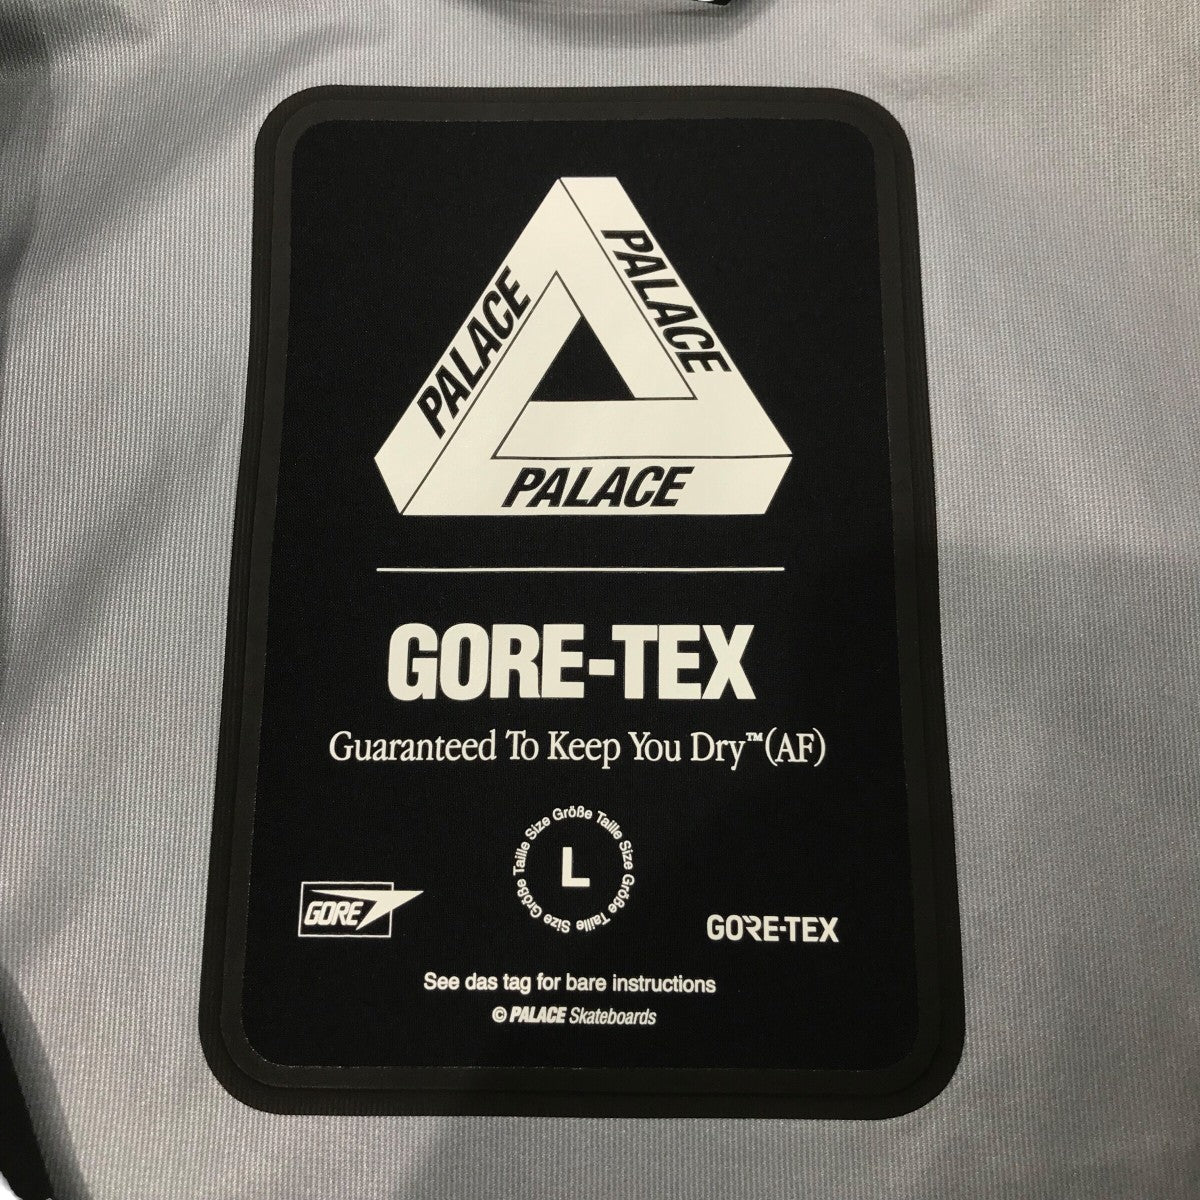 PALACE
PALACE
PALACE
GORE-TEX
Guaranteed To Keep You Dry™(AF)
Size Größe Taille Size Größe Taille Size Größe Taille
L
GORE
GORE-TEX
See das tag for bare instructions
© PALACE Skateboards